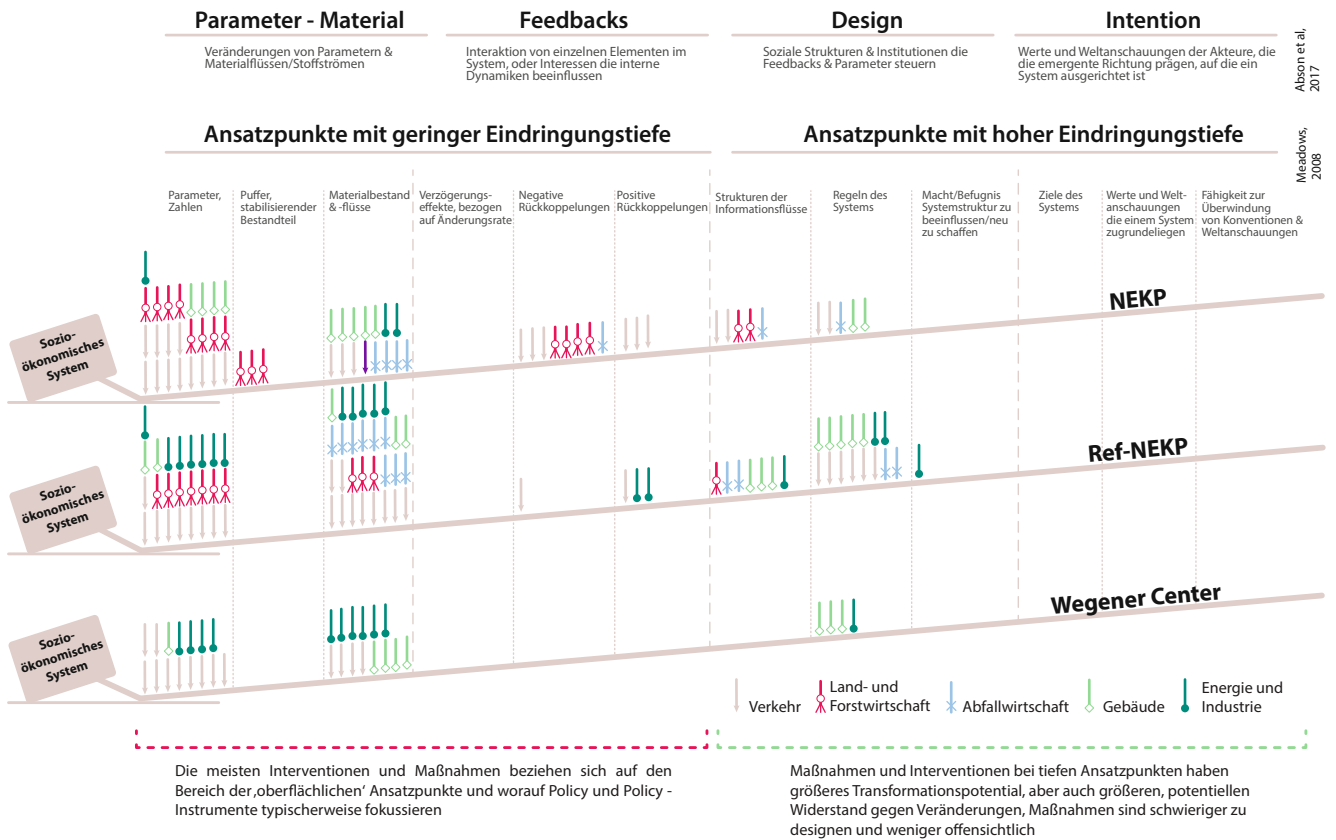 Parameter - Material
Feedbacks
Design
Intention
Veränderungen von Parametern &
Materialflüssen/Stoffströmen
Interaktion von einzelnen Elementen im
System, oder Interessen die interne
Dynamiken beeinflussen
Soziale Strukturen & Institutionen die
Feedbacks & Parameter steuern
Werte und Weltanschauungen der Akteure, die
die emergente Richtung prägen, auf die ein
System ausgerichtet ist
Abson et al,
2017
Ansatzpunkte mit geringer Eindringungstiefe
Ansatzpunkte mit hoher Eindringungstiefe
Meadows,
2008
Parameter,
Zahlen
Puffer,
stabilisierender
Bestandteil
Materialbestand
& -flüsse
Verzögerungs-
effekte, bezogen
auf Änderungsrate
Negative
Rückkoppelungen
Positive
Rückkoppelungen
Strukturen der
Informationsflüsse
Regeln des
Systems
Macht/Befugnis
Systemstruktur zu
beeinflussen/neu
zu schaffen
Ziele des
Systems
Werte und Welt-
anschauungen
die einem System
zugrundeliegen
Fähigkeit zur
Überwindung
von Konventionen &
Weltanschauungen
NEKP
Sozio-
ökonomisches
System
Ref-NEKP
Sozio-
ökonomisches
System
Wegener Center
Sozio-
ökonomisches
System
Verkehr
Land- und
Forstwirtschaft
Abfallwirtschaft
Gebäude
Energie und
Industrie
Die meisten Interventionen und Maßnahmen beziehen sich auf den
Bereich der ‚oberflächlichen' Ansatzpunkte und worauf Policy und Policy -
Instrumente typischerweise fokussieren
Maßnahmen und Interventionen bei tiefen Ansatzpunkten haben
größeres Transformationspotential, aber auch größeren, potentiellen
Widerstand gegen Veränderungen, Maßnahmen sind schwieriger zu
designen und weniger offensichtlich